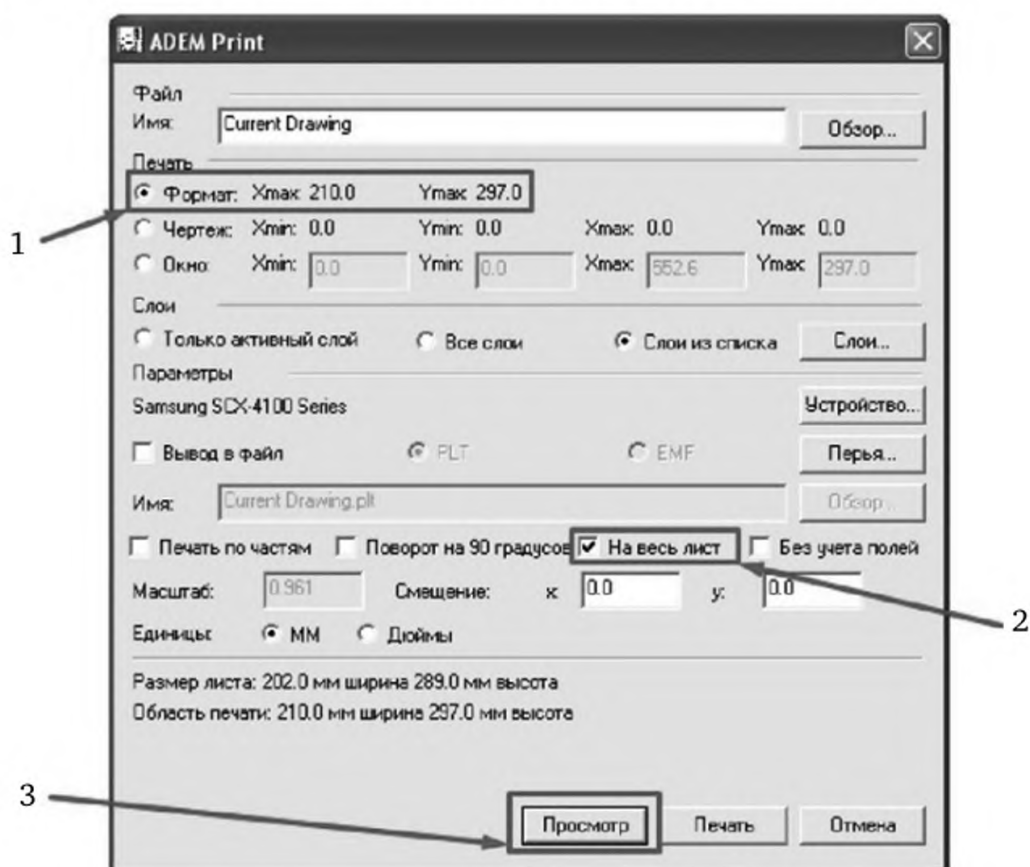 ADEM Print
Файл
Имя: Current Drawing Обзор...
Печать
Формат: Xmax: 210.0 Ymax: 297.0
1
Чертеж: Xmin: 0.0 Ymin: 0.0 Xmax: 0.0 Ymax: 0.0
Окно: Xmin: 0.0 Ymin: 0.0 Xmax: 552.6 Ymax: 297.0
Слои
Только активный слой Все слои Слои из списка Слои...
Параметры
Samsung SCX-4100 Series Устройство...
Вывод в файл PLT EMF Перья...
Имя: Current Drawing.plt Обзор...
Печать по частям Поворот на 90 градусов На весь лист Без учета полей
Масштаб: 0.961 Смещение: x: 0.0 y: 0.0
2
Единицы: ММ Дюймы
Размер листа: 202.0 мм ширина 289.0 мм высота
Область печати: 210.0 мм ширина 297.0 мм высота
3
Просмотр Печать Отмена